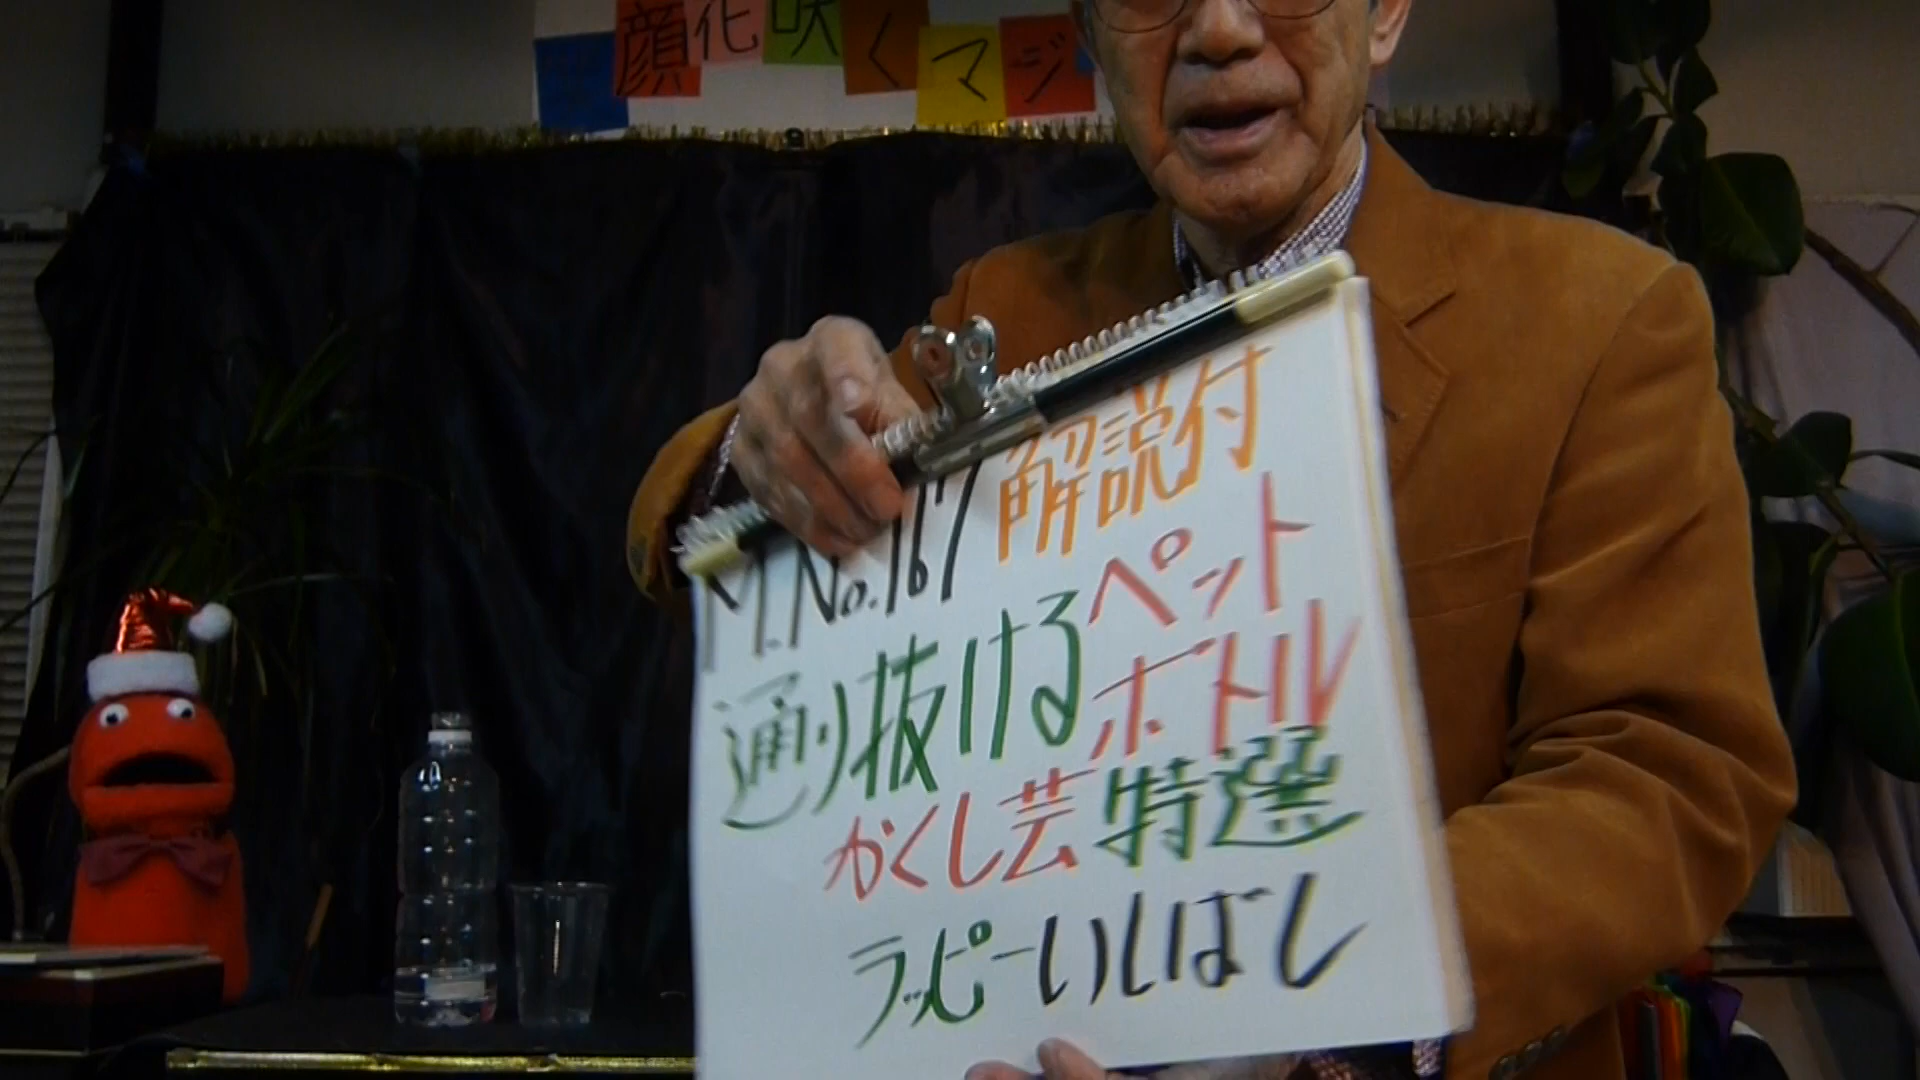 顔花咲くマジ
M.No.167 解説付
通り抜けるペット
ボトル
かくし芸特選
ラッピーいしばし